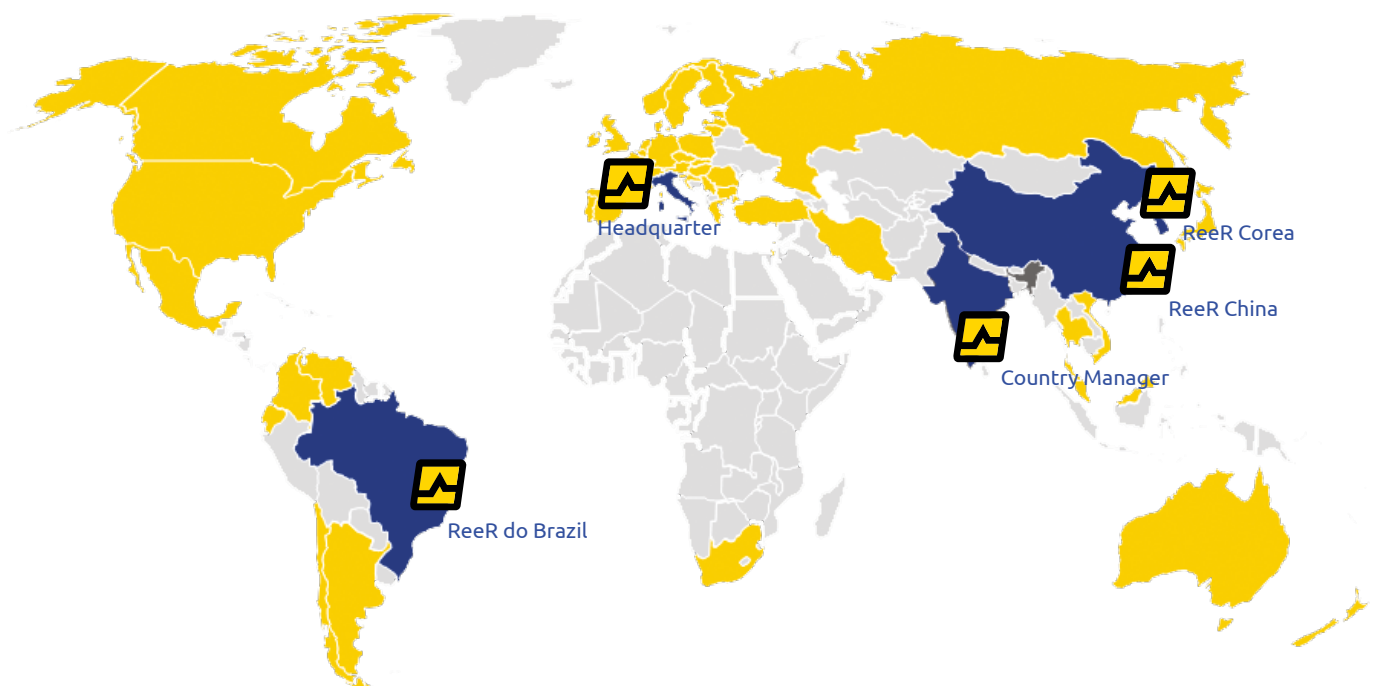 Headquarter
ReeR Corea
ReeR China
Country Manager
ReeR do Brazil